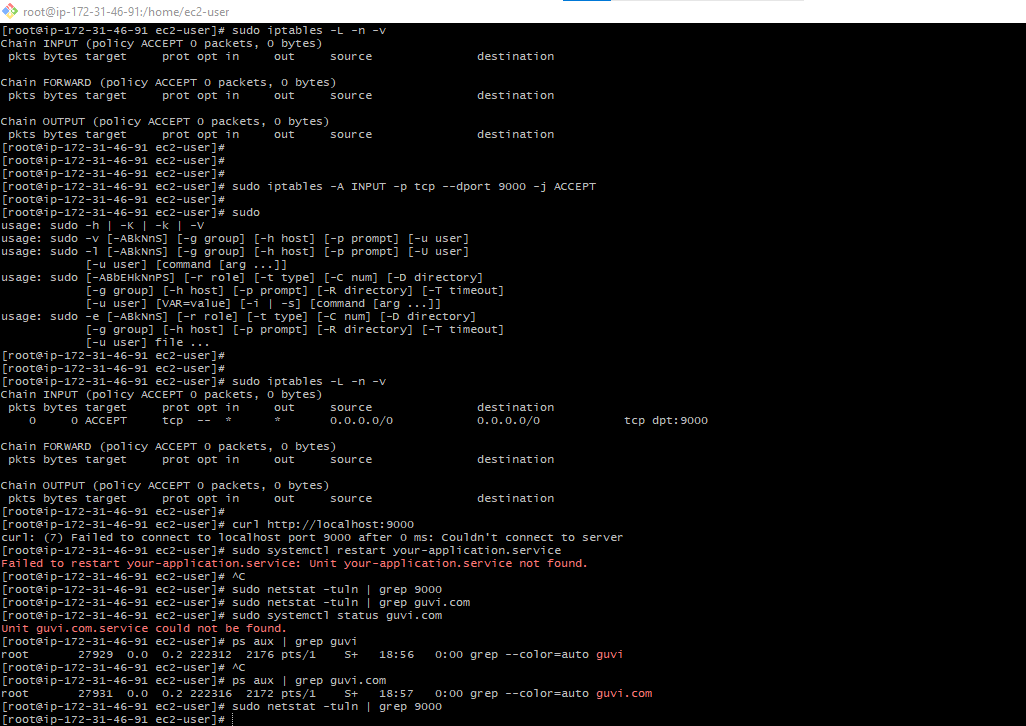 root@ip-172-31-46-91:/home/ec2-user
[root@ip-172-31-46-91 ec2-user]# sudo iptables -L -n -v
Chain INPUT (policy ACCEPT 0 packets, 0 bytes)
 pkts bytes target     prot opt in     out     source               destination

Chain FORWARD (policy ACCEPT 0 packets, 0 bytes)
 pkts bytes target     prot opt in     out     source               destination

Chain OUTPUT (policy ACCEPT 0 packets, 0 bytes)
 pkts bytes target     prot opt in     out     source               destination
[root@ip-172-31-46-91 ec2-user]#
[root@ip-172-31-46-91 ec2-user]#
[root@ip-172-31-46-91 ec2-user]#
[root@ip-172-31-46-91 ec2-user]# sudo iptables -A INPUT -p tcp --dport 9000 -j ACCEPT
[root@ip-172-31-46-91 ec2-user]#
[root@ip-172-31-46-91 ec2-user]# sudo
usage: sudo -h | -K | -k | -V
usage: sudo -v [-ABkNnS] [-g group] [-h host] [-p prompt] [-u user]
usage: sudo -l [-ABkNnS] [-g group] [-h host] [-p prompt] [-U user]
            [-u user] [command [arg ...]]
usage: sudo [-ABbEHkNnPS] [-r role] [-t type] [-C num] [-D directory]
            [-g group] [-h host] [-p prompt] [-R directory] [-T timeout]
            [-u user] [VAR=value] [-i | -s] [command [arg ...]]
usage: sudo -e [-ABkNnS] [-r role] [-t type] [-C num] [-D directory]
            [-g group] [-h host] [-p prompt] [-R directory] [-T timeout]
            [-u user] file ...
[root@ip-172-31-46-91 ec2-user]#
[root@ip-172-31-46-91 ec2-user]#
[root@ip-172-31-46-91 ec2-user]# sudo iptables -L -n -v
Chain INPUT (policy ACCEPT 0 packets, 0 bytes)
 pkts bytes target     prot opt in     out     source               destination
    0     0 ACCEPT     tcp  --  *      *       0.0.0.0/0            0.0.0.0/0            tcp dpt:9000

Chain FORWARD (policy ACCEPT 0 packets, 0 bytes)
 pkts bytes target     prot opt in     out     source               destination

Chain OUTPUT (policy ACCEPT 0 packets, 0 bytes)
 pkts bytes target     prot opt in     out     source               destination
[root@ip-172-31-46-91 ec2-user]#
[root@ip-172-31-46-91 ec2-user]# curl http://localhost:9000
curl: (7) Failed to connect to localhost port 9000 after 0 ms: Couldn't connect to server
[root@ip-172-31-46-91 ec2-user]# sudo systemctl restart your-application.service
Failed to restart your-application.service: Unit your-application.service not found.
[root@ip-172-31-46-91 ec2-user]# ^C
[root@ip-172-31-46-91 ec2-user]# sudo netstat -tuln | grep 9000
[root@ip-172-31-46-91 ec2-user]# sudo netstat -tuln | grep guvi.com
[root@ip-172-31-46-91 ec2-user]# sudo systemctl status guvi.com
Unit guvi.com.service could not be found.
[root@ip-172-31-46-91 ec2-user]# ps aux | grep guvi
root       27929  0.0  0.2 222312  2176 pts/1    S+   18:56   0:00 grep --color=auto guvi
[root@ip-172-31-46-91 ec2-user]# ^C
[root@ip-172-31-46-91 ec2-user]# ps aux | grep guvi.com
root       27931  0.0  0.2 222316  2172 pts/1    S+   18:57   0:00 grep --color=auto guvi.com
[root@ip-172-31-46-91 ec2-user]# sudo netstat -tuln | grep 9000
[root@ip-172-31-46-91 ec2-user]#